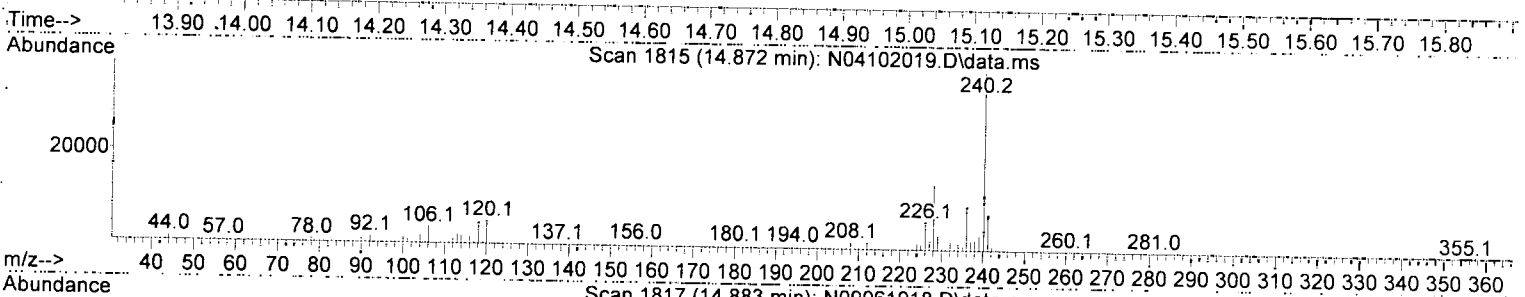 Time-->
13.90 14.00 14.10 14.20 14.30 14.40 14.50 14.60 14.70 14.80 14.90 15.00 15.10 15.20 15.30 15.40 15.50 15.60 15.70 15.80
Abundance
Scan 1815 (14.872 min): N04102019.D\data.ms
240.2
20000
44.0 57.0 78.0 92.1 106.1 120.1 137.1 156.0 180.1 194.0 208.1 226.1 260.1 281.0 355.1
m/z-->
40 50 60 70 80 90 100 110 120 130 140 150 160 170 180 190 200 210 220 230 240 250 260 270 280 290 300 310 320 330 340 350 360
Abundance
Scan 1817 (14.883 min):